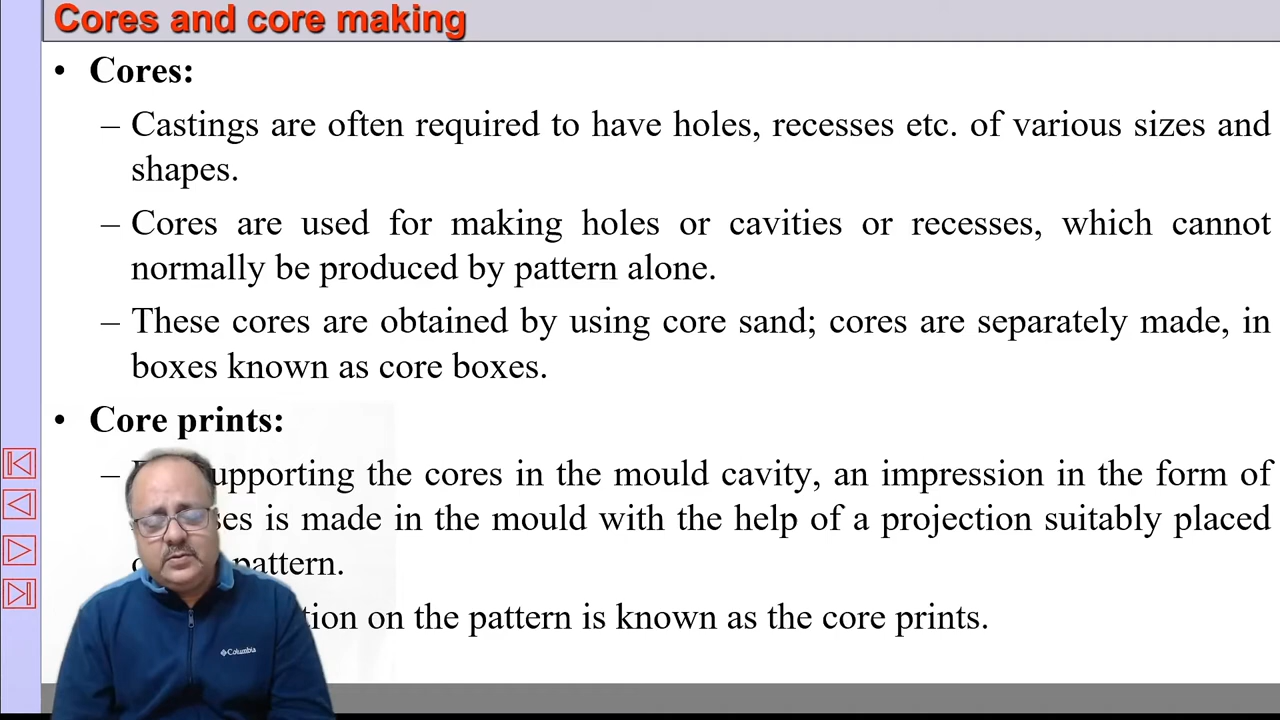 Cores and core making
• Cores:
– Castings are often required to have holes, recesses etc. of various sizes and
shapes.
– Cores are used for making holes or cavities or recesses, which cannot
normally be produced by pattern alone.
– These cores are obtained by using core sand; cores are separately made, in
boxes known as core boxes.
• Core prints:
– upporting the cores in the mould cavity, an impression in the form of
ses is made in the mould with the help of a projection suitably placed
pattern.
tion on the pattern is known as the core prints.
Columbia